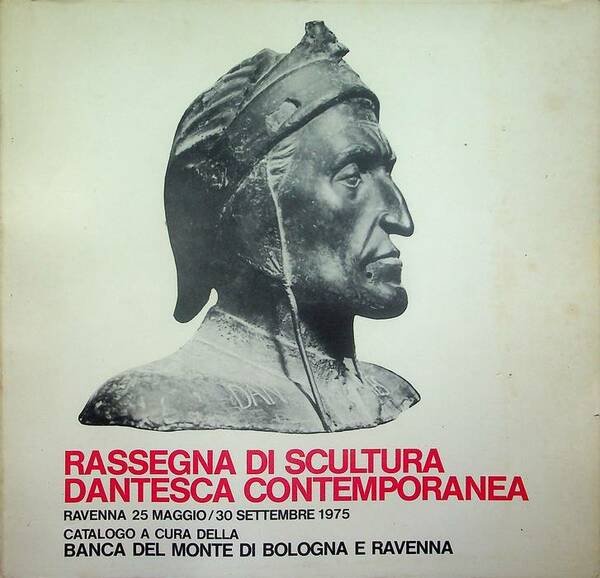 DAN
RASSEGNA DI SCULTURA
DANTESCA CONTEMPORANEA
RAVENNA 25 MAGGIO/30 SETTEMBRE 1975
CATALOGO A CURA DELLA
BANCA DEL MONTE DI BOLOGNA E RAVENNA